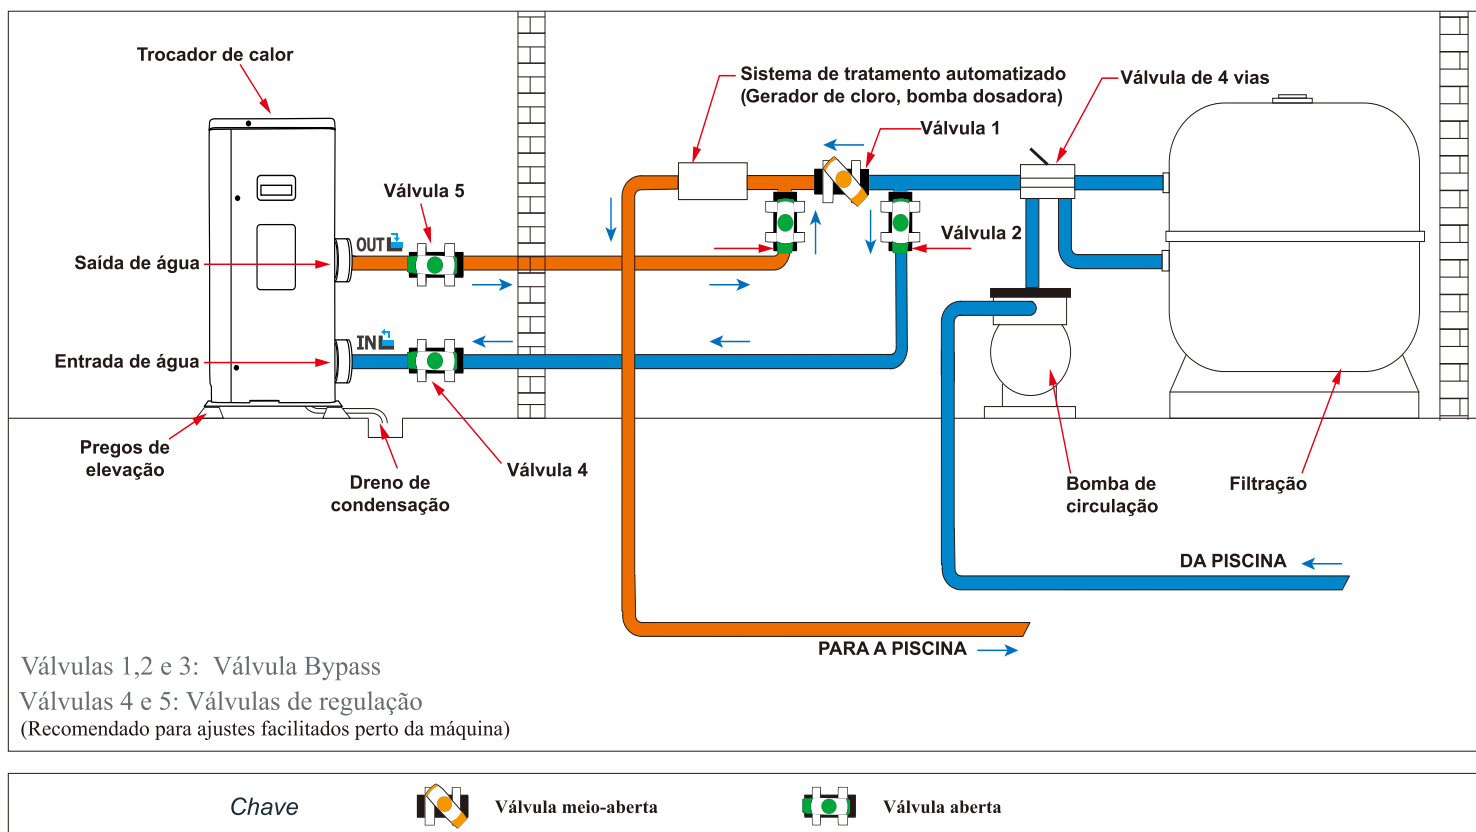 Trocador de calor
Sistema de tratamento automatizado
(Gerador de cloro, bomba dosadora)
Válvula de 4 vias
Válvula 1
Válvula 5
OUT
Válvula 2
Saída de água
IN
Entrada de água
Pregos de
elevação
Dreno de
condensação
Válvula 4
Bomba de
circulação
Filtração
DA PISCINA
PARA A PISCINA
Válvulas 1,2 e 3: Válvula Bypass
Válvulas 4 e 5: Válvulas de regulação
(Recomendado para ajustes facilitados perto da máquina)
Chave
Válvula meio-aberta
Válvula aberta